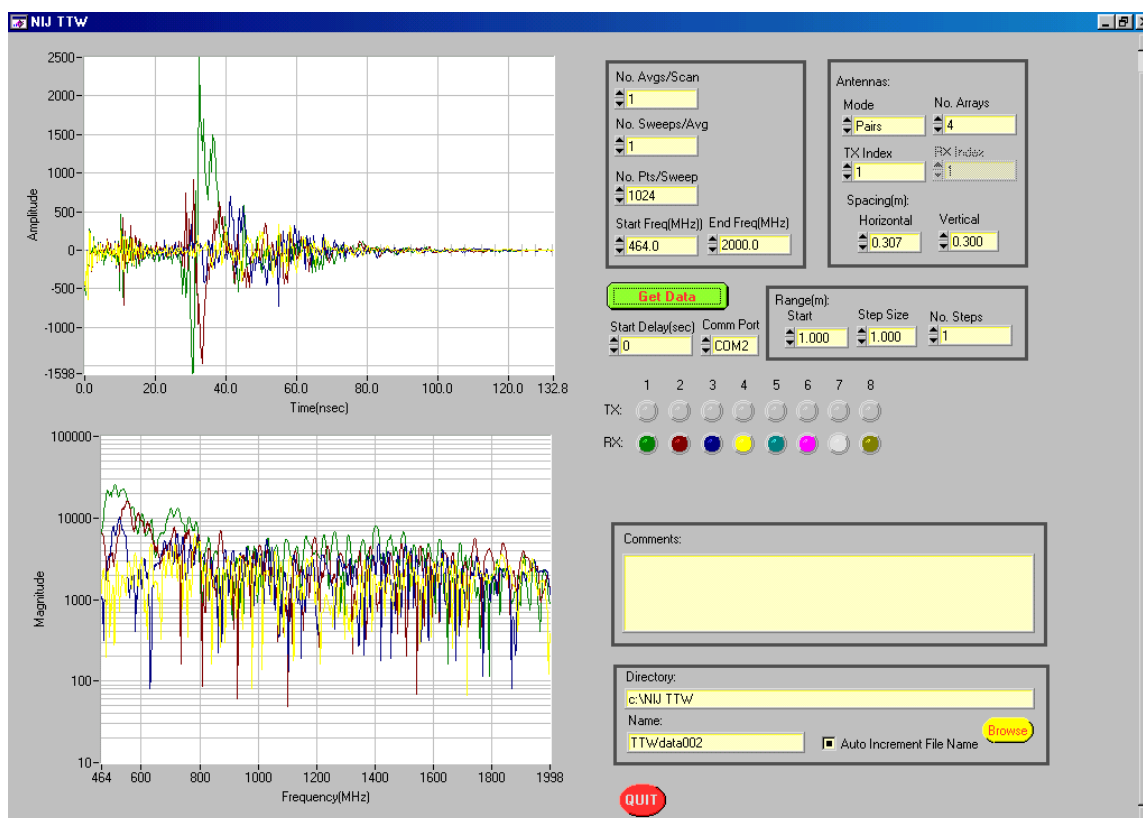 NIJ TTW
2500
2000
1500
1000
500
0
-500
-1000
-1598
Amplitude
0.0 20.0 40.0 60.0 80.0 100.0 120.0 132.8
Time(nsec)
100000
10000
1000
100
10
Magnitude
464 600 800 1000 1200 1400 1600 1800 1998
Frequency(MHz)
No. Avgs/Scan
1
No. Sweeps/Avg
1
No. Pts/Sweep
1024
Start Freq(MHz)) End Freq(MHz)
464.0 2000.0
Antennas:
Mode No. Arrays
Pairs 4
TX Index RX Index
1 1
Spacing(m):
Horizontal Vertical
0.307 0.300
Get Data
Start Delay(sec) Comm Port
0 COM2
Range(m):
Start Step Size No. Steps
1.000 1.000 1
1 2 3 4 5 6 7 8
TX:
RX:
Comments:
Directory:
c:\NIJ TTW
Name:
TTWdata002
Auto Increment File Name
Browse
QUIT